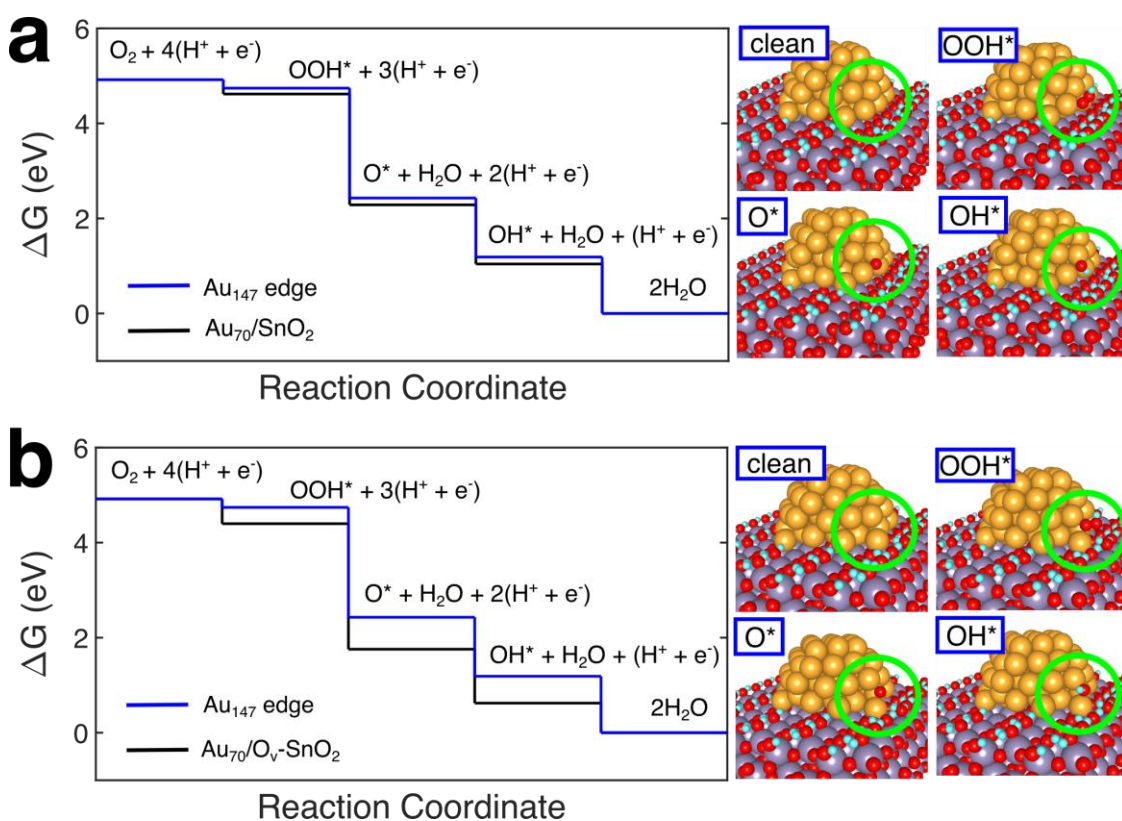 a
6
4
2
0
ΔG (eV)
O₂ + 4(H⁺ + e⁻)
OOH* + 3(H⁺ + e⁻)
O* + H₂O + 2(H⁺ + e⁻)
OH* + H₂O + (H⁺ + e⁻)
2H₂O
Au₁₄₇ edge
Au₇₀/SnO₂
Reaction Coordinate
clean
OOH*
O*
OH*
b
6
4
2
0
ΔG (eV)
O₂ + 4(H⁺ + e⁻)
OOH* + 3(H⁺ + e⁻)
O* + H₂O + 2(H⁺ + e⁻)
OH* + H₂O + (H⁺ + e⁻)
2H₂O
Au₁₄₇ edge
Au₇₀/Oᵥ-SnO₂
Reaction Coordinate
clean
OOH*
O*
OH*